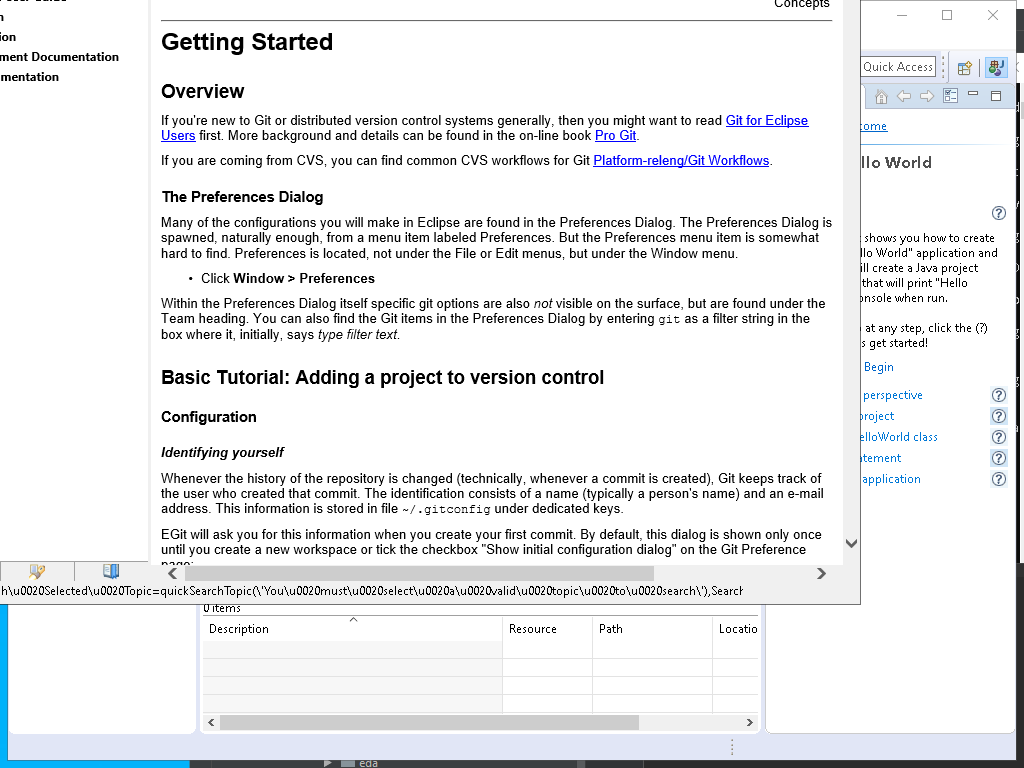 Concepts
ion
ment Documentation
mentation
Getting Started
Overview
If you're new to Git or distributed version control systems generally, then you might want to read Git for Eclipse
Users first. More background and details can be found in the on-line book Pro Git.
If you are coming from CVS, you can find common CVS workflows for Git Platform-releng/Git Workflows.
The Preferences Dialog
Many of the configurations you will make in Eclipse are found in the Preferences Dialog. The Preferences Dialog is
spawned, naturally enough, from a menu item labeled Preferences. But the Preferences menu item is somewhat
hard to find. Preferences is located, not under the File or Edit menus, but under the Window menu.
• Click Window > Preferences
Within the Preferences Dialog itself specific git options are also not visible on the surface, but are found under the
Team heading. You can also find the Git items in the Preferences Dialog by entering git as a filter string in the
box where it, initially, says type filter text.
Basic Tutorial: Adding a project to version control
Configuration
Identifying yourself
Whenever the history of the repository is changed (technically, whenever a commit is created), Git keeps track of
the user who created that commit. The identification consists of a name (typically a person's name) and an e-mail
address. This information is stored in file ~/.gitconfig under dedicated keys.
EGit will ask you for this information when you create your first commit. By default, this dialog is shown only once
until you create a new workspace or tick the checkbox "Show initial configuration dialog" on the Git Preference
page:
h\u0020Selected\u0020Topic=quickSearchTopic(\'You\u0020must\u0020select\u0020a\u0020valid\u0020topic\u0020to\u0020search\'),Search
Quick Access
ome
llo World
shows you how to create
llo World" application and
ill create a Java project
that will print "Hello
onsole when run.
at any step, click the (?)
s get started!
Begin
perspective
project
elloWorld class
tement
application
0 items
Description
Resource
Path
Locatio
eda